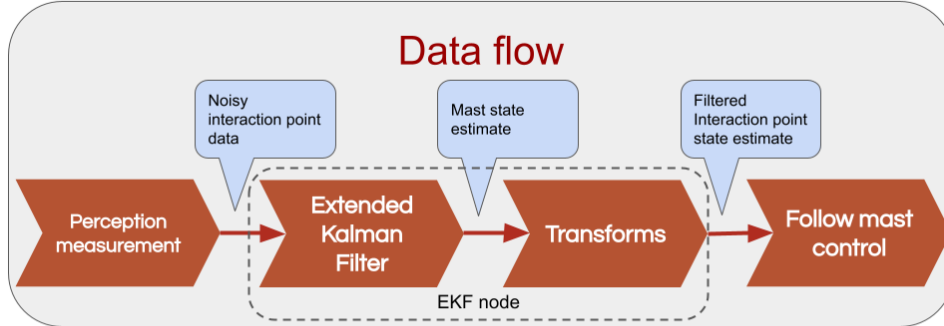 Data flow
Noisy
interaction point
data
Mast state
estimate
Filtered
Interaction point
state estimate
Perception
measurement
Extended
Kalman
Filter
Transforms
Follow mast
control
EKF node